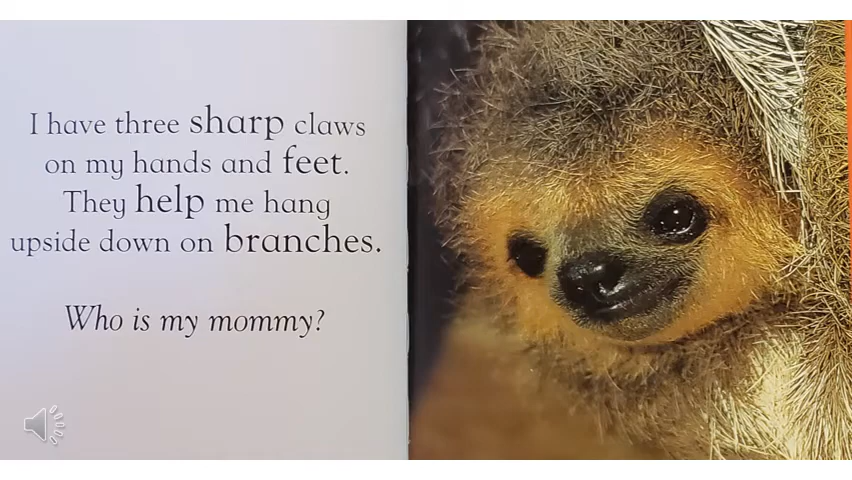 I have three sharp claws
on my hands and feet.
They help me hang
upside down on branches.
Who is my mommy?